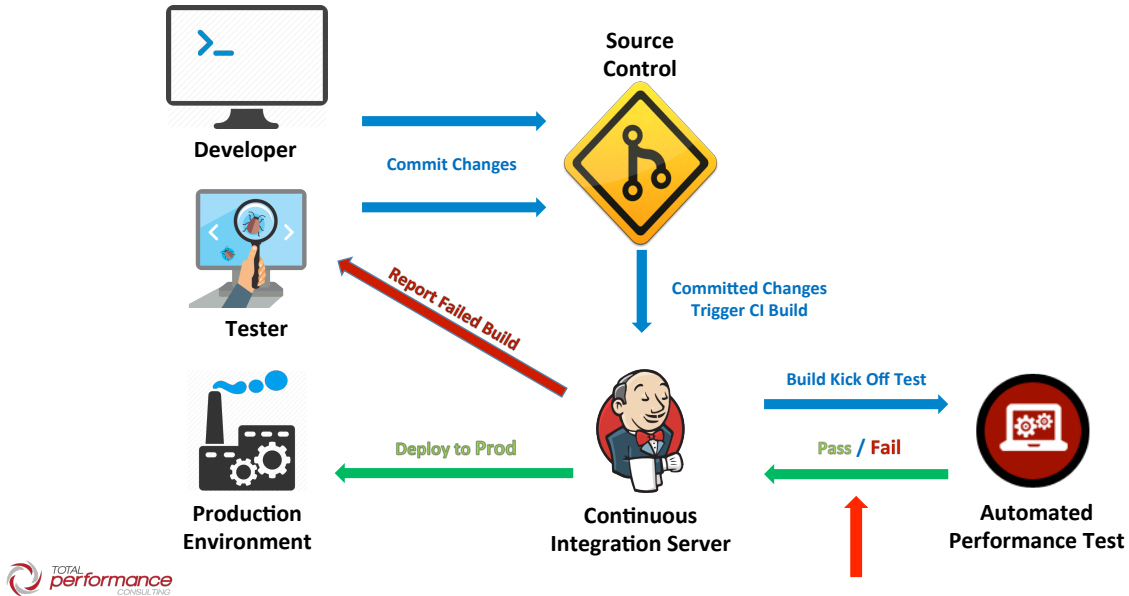 Source
Control
Developer
Commit Changes
Tester
Report Failed Build
Committed Changes
Trigger CI Build
Build Kick Off Test
Deploy to Prod
Pass / Fail
Production
Environment
Continuous
Integration Server
Automated
Performance Test
TOTAL
performance
CONSULTING